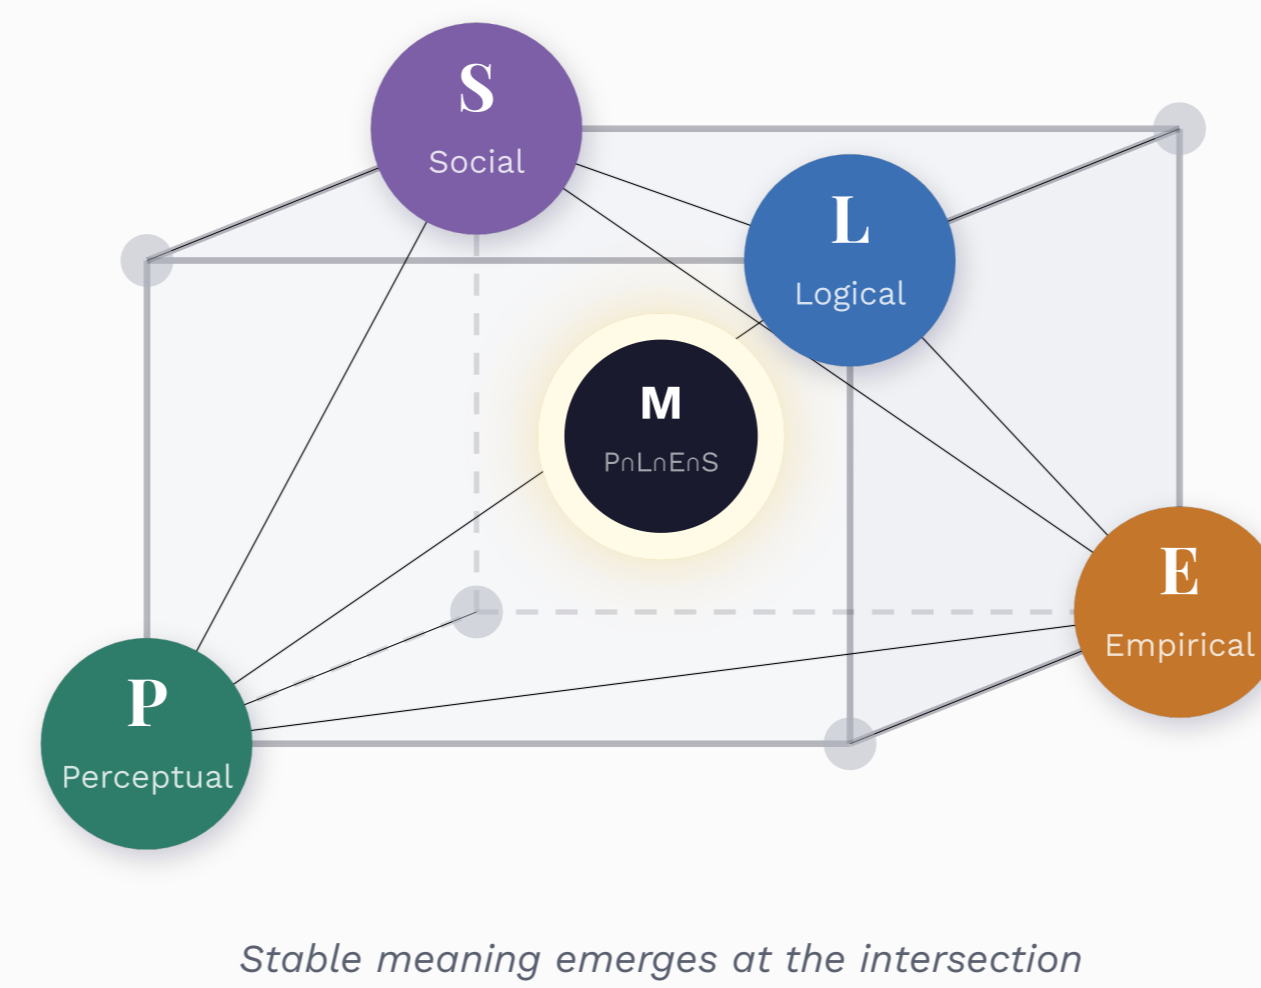 S
Social
L
Logical
M
P∩L∩E∩S
E
Empirical
P
Perceptual
Stable meaning emerges at the intersection